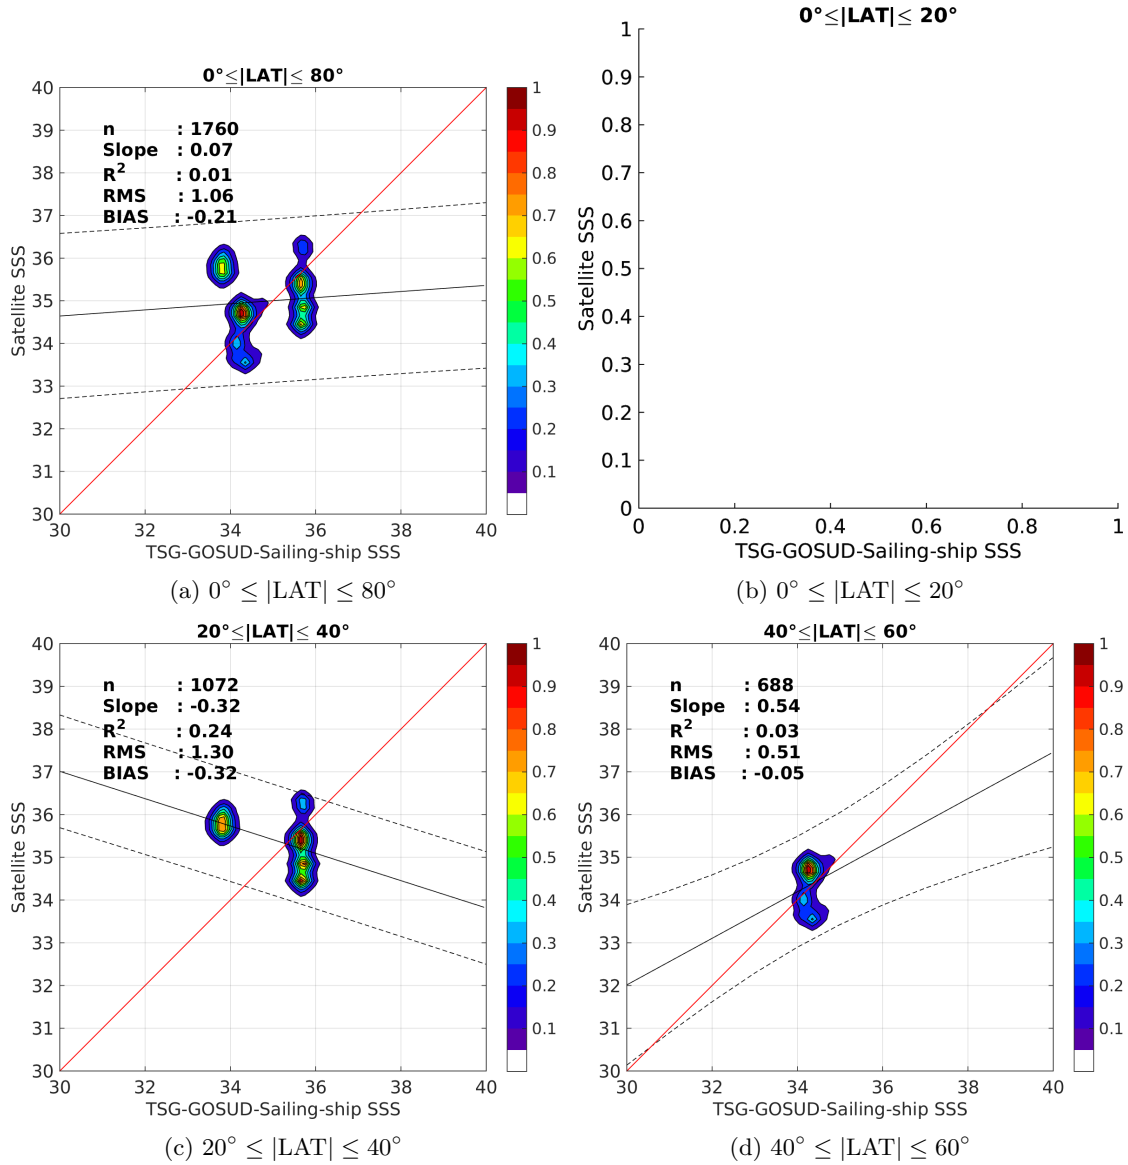 0°≤|LAT|≤ 80°
n : 1760
Slope : 0.07
R² : 0.01
RMS : 1.06
BIAS : -0.21
40
39
38
37
36
35
34
33
32
31
30
30 32 34 36 38 40
Satellite SSS
TSG-GOSUD-Sailing-ship SSS
1
0.9
0.8
0.7
0.6
0.5
0.4
0.3
0.2
0.1
(a) 0° ≤ |LAT| ≤ 80°
0°≤|LAT|≤ 20°
1
0.9
0.8
0.7
0.6
0.5
0.4
0.3
0.2
0.1
0
0 0.2 0.4 0.6 0.8 1
Satellite SSS
TSG-GOSUD-Sailing-ship SSS
(b) 0° ≤ |LAT| ≤ 20°
20°≤|LAT|≤ 40°
n : 1072
Slope : -0.32
R² : 0.24
RMS : 1.30
BIAS : -0.32
40
39
38
37
36
35
34
33
32
31
30
30 32 34 36 38 40
Satellite SSS
TSG-GOSUD-Sailing-ship SSS
1
0.9
0.8
0.7
0.6
0.5
0.4
0.3
0.2
0.1
(c) 20° ≤ |LAT| ≤ 40°
40°≤|LAT|≤ 60°
n : 688
Slope : 0.54
R² : 0.03
RMS : 0.51
BIAS : -0.05
40
39
38
37
36
35
34
33
32
31
30
30 32 34 36 38 40
Satellite SSS
TSG-GOSUD-Sailing-ship SSS
1
0.9
0.8
0.7
0.6
0.5
0.4
0.3
0.2
0.1
(d) 40° ≤ |LAT| ≤ 60°